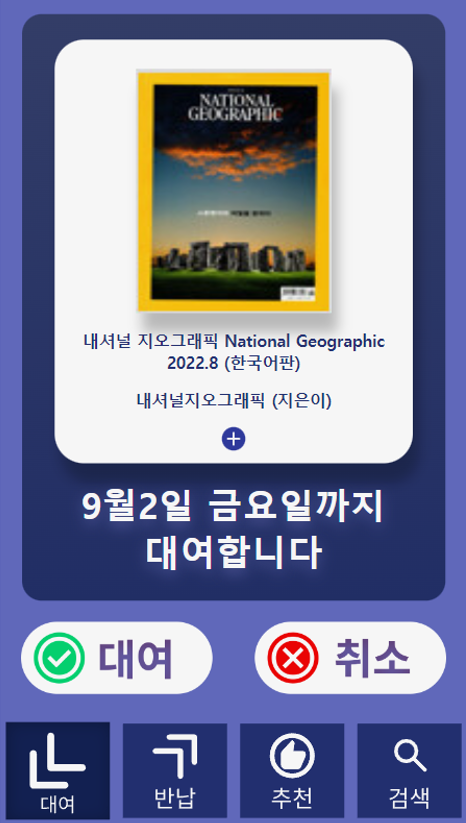 NATIONAL
GEOGRAPHIC
내셔널 지오그래픽 National Geographic
2022.8 (한국어판)
내셔널지오그래픽 (지은이)
9월2일 금요일까지
대여합니다
대여
취소
대여
반납
추천
검색